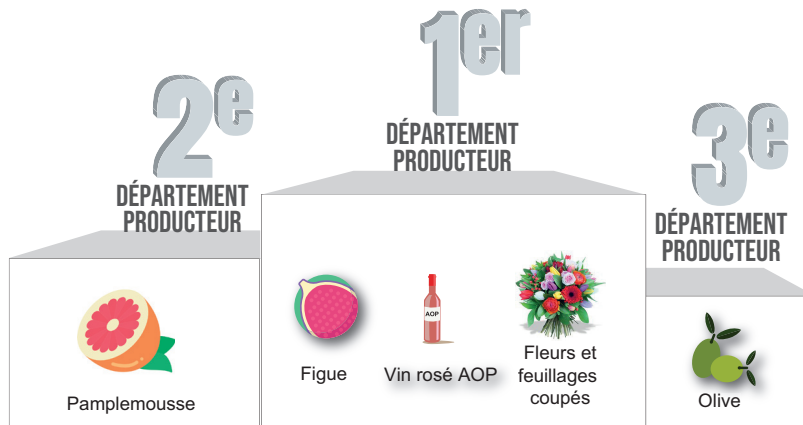 2e
DÉPARTEMENT
PRODUCTEUR
Pamplemousse
1er
DÉPARTEMENT
PRODUCTEUR
Figue
AOP
Vin rosé AOP
Fleurs et
feuillages
coupés
3e
DÉPARTEMENT
PRODUCTEUR
Olive